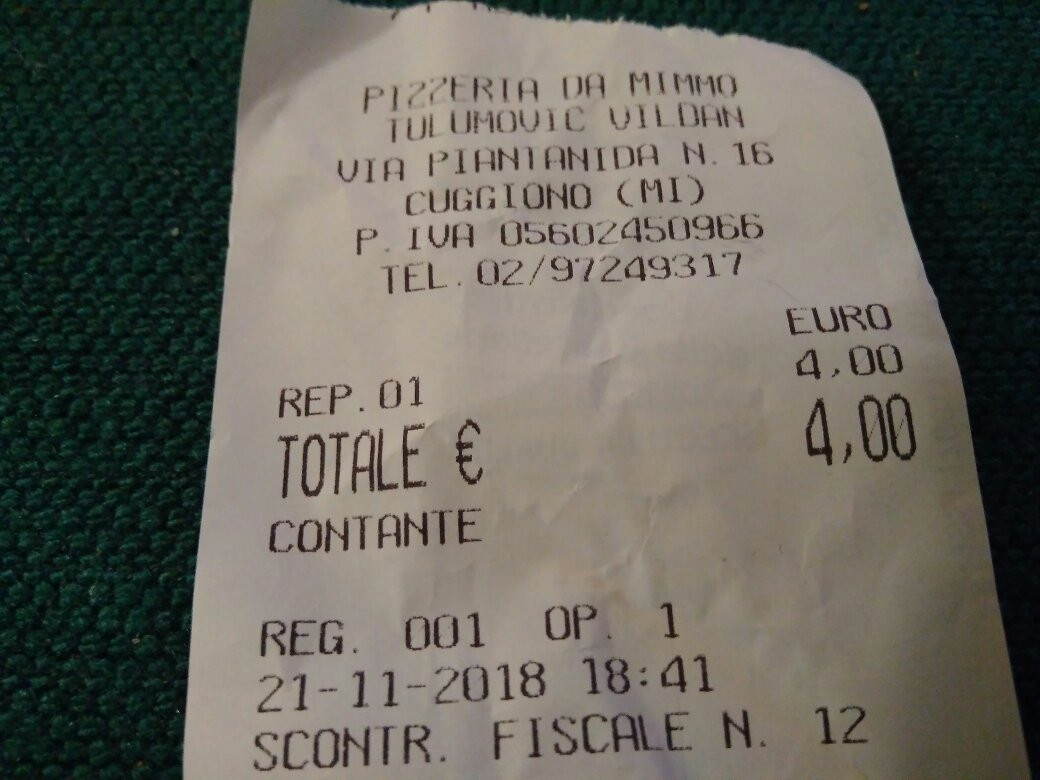 PIZZERIA DA MIMMO
TULUMOVIC VILDAN
VIA PIANTANIDA N. 16
CUGGIONO (MI)
P.IVA 05602450966
TEL.02/97249317
EURO
REP.01 4,00
TOTALE € 4,00
CONTANTE
REG. 001 OP. 1
21-11-2018 18:41
SCONTR. FISCALE N. 12